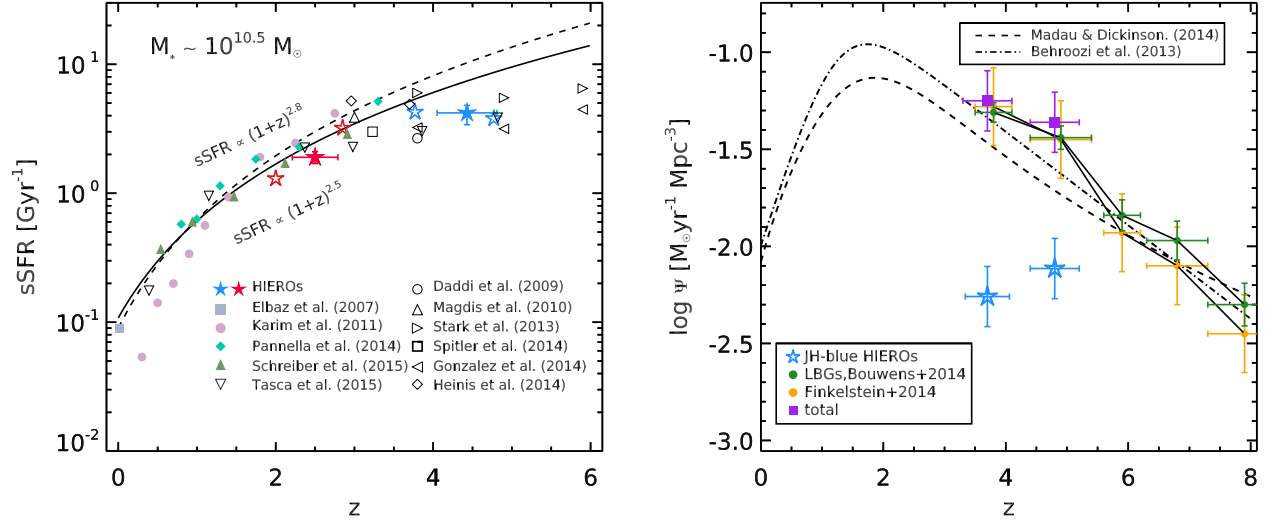 M* ~ 10^10.5 M☉
sSFR ∝ (1+z)^2.8
sSFR ∝ (1+z)^2.5
sSFR [Gyr^-1]
10^1
10^0
10^-1
10^-2
HIEROs
Elbaz et al. (2007)
Karim et al. (2011)
Pannella et al. (2014)
Schreiber et al. (2015)
Tasca et al. (2015)
Daddi et al. (2009)
Magdis et al. (2010)
Stark et al. (2013)
Spitler et al. (2014)
Gonzalez et al. (2014)
Heinis et al. (2014)
0 2 4 6
z
Madau & Dickinson. (2014)
Behroozi et al. (2013)
log Ψ [M☉yr^-1 Mpc^-3]
-1.0
-1.5
-2.0
-2.5
-3.0
JH-blue HIEROs
LBGs,Bouwens+2014
Finkelstein+2014
total
0 2 4 6 8
z